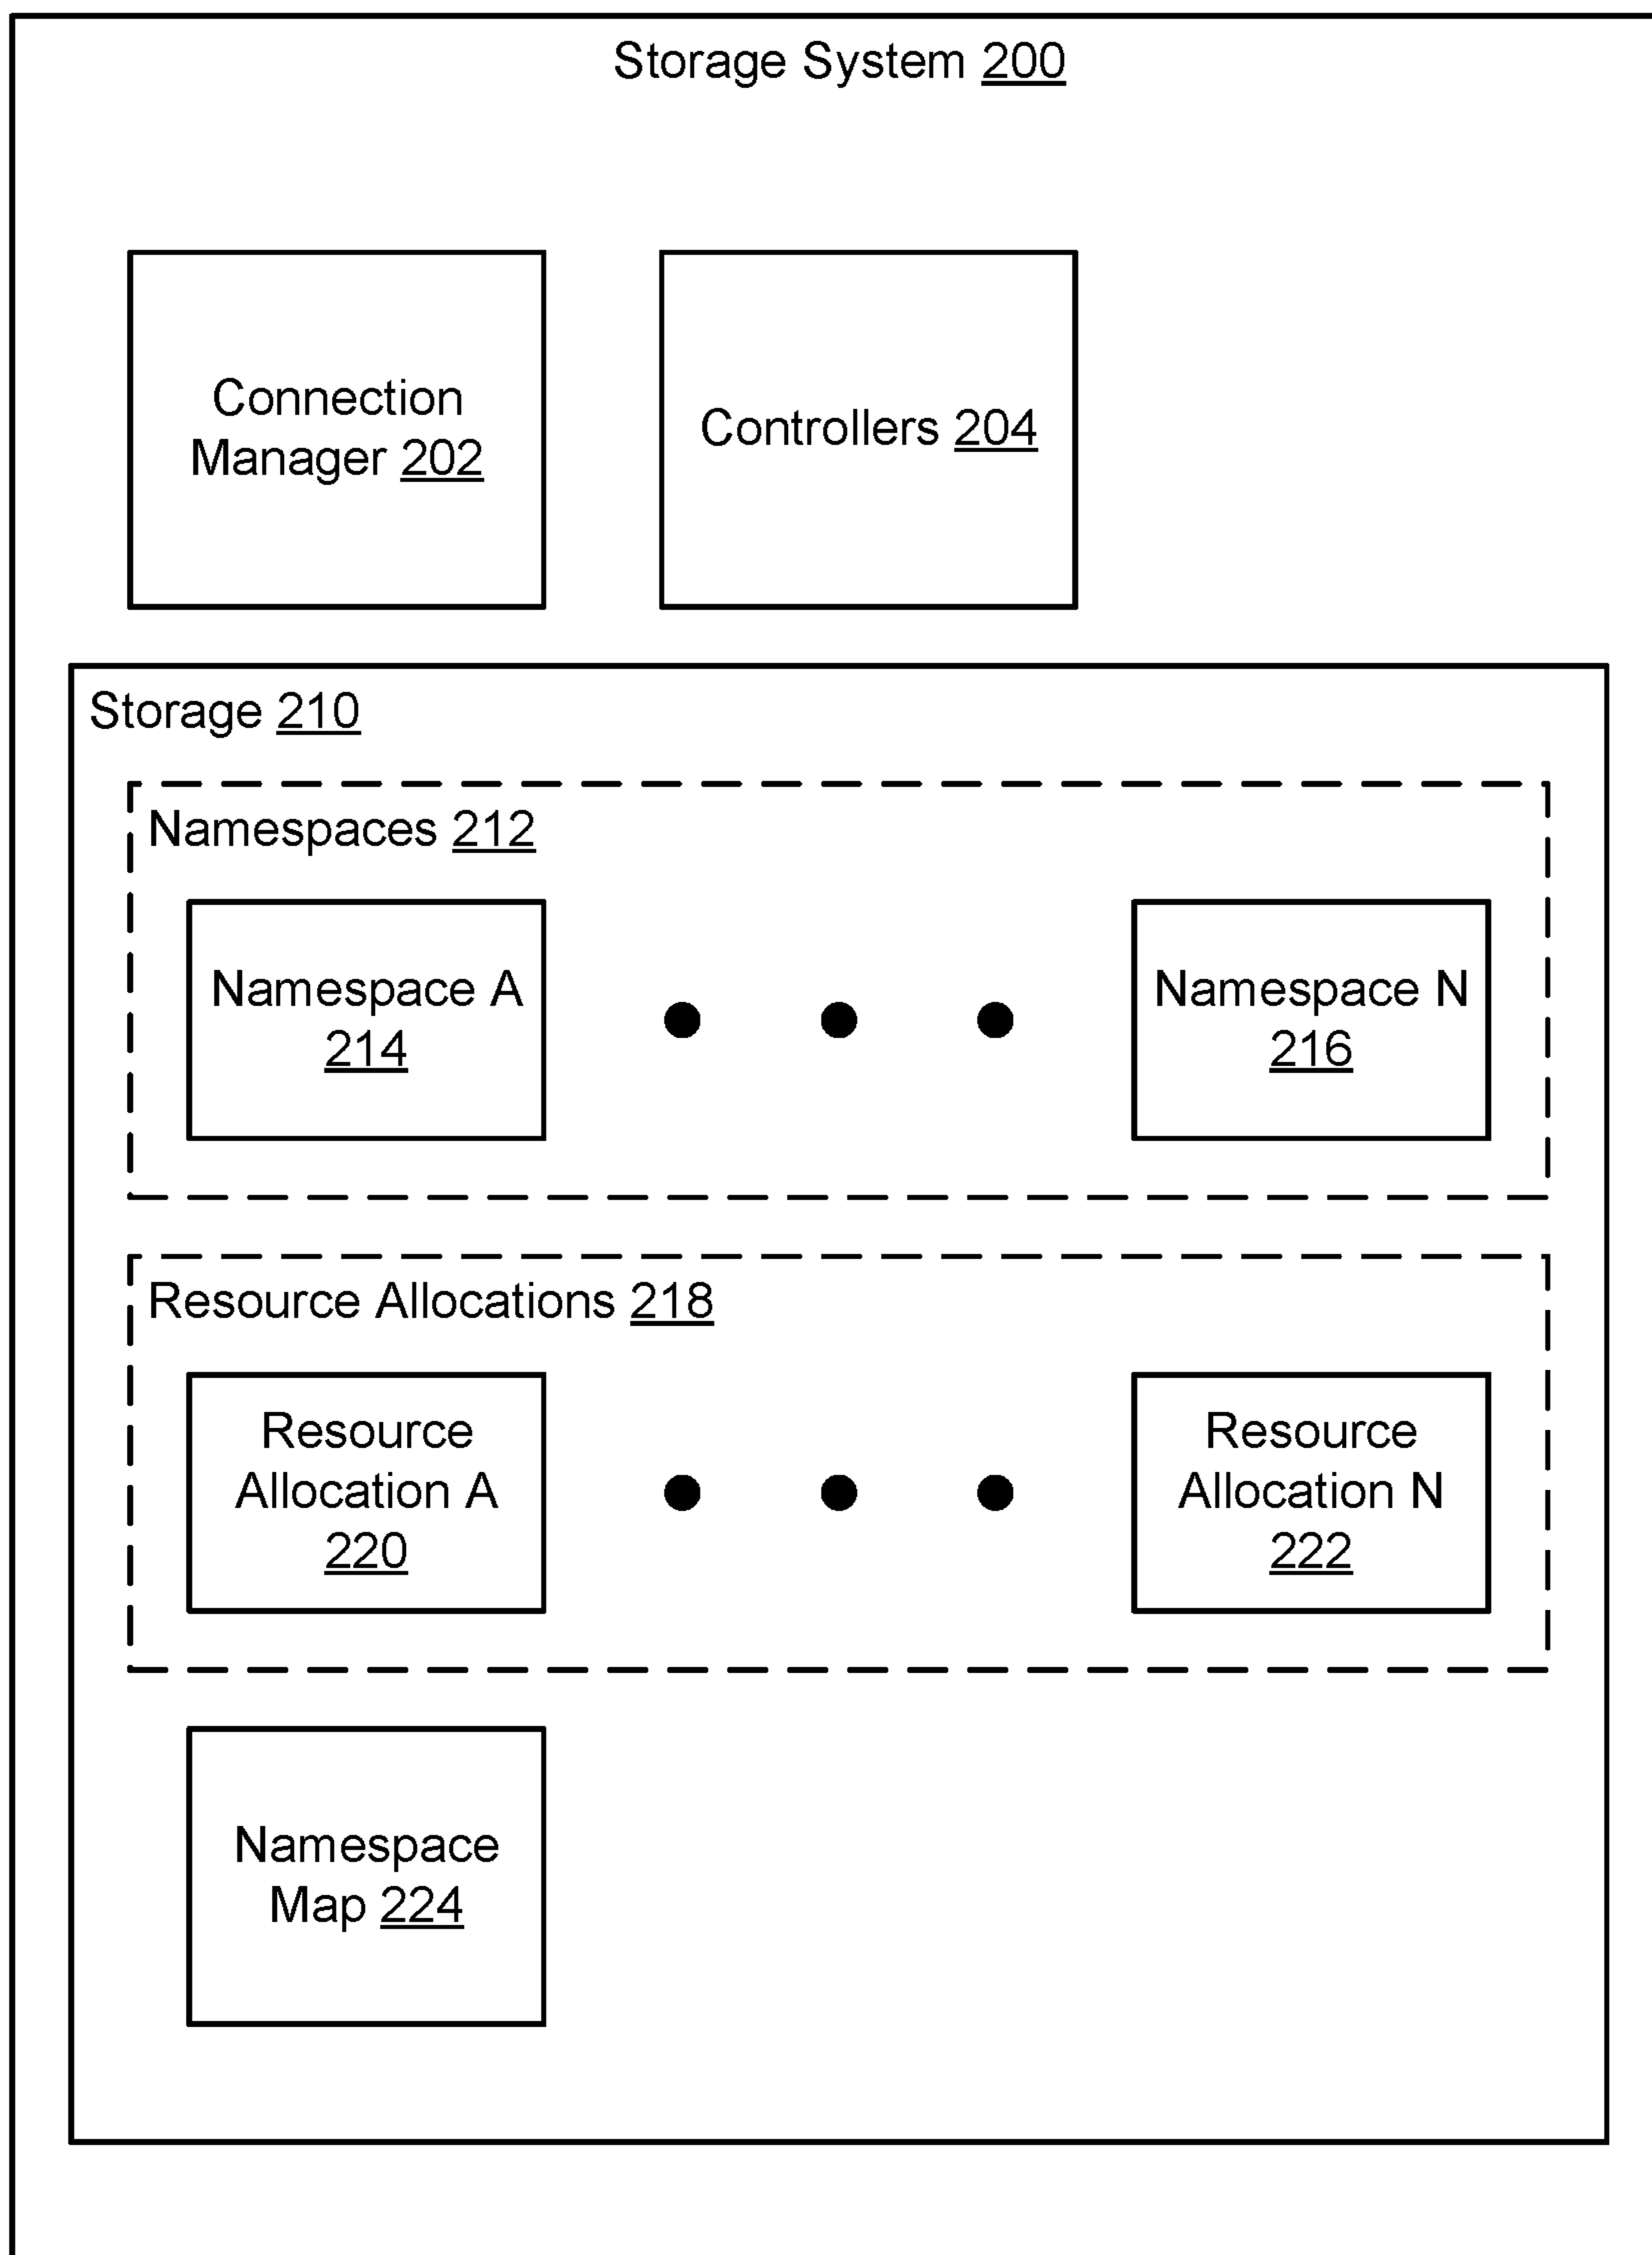 Storage System 200
Connection
Manager 202
Controllers 204
Storage 210
Namespaces 212
Namespace A
214
Namespace N
216
Resource Allocations 218
Resource
Allocation A
220
Resource
Allocation N
222
Namespace
Map 224